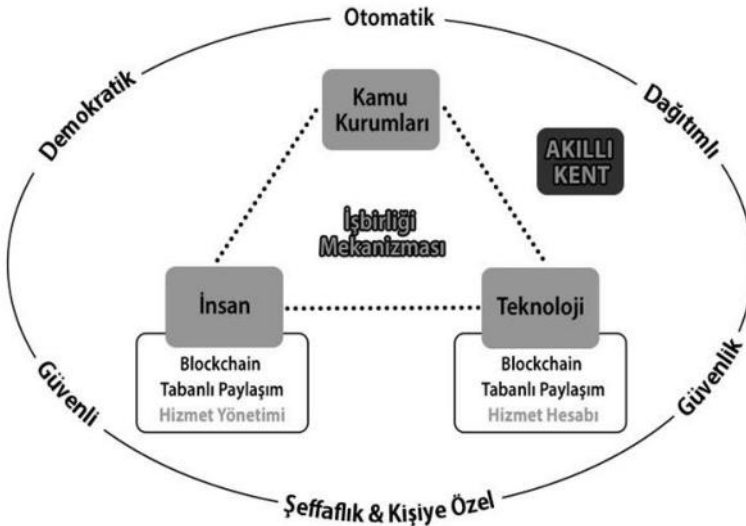 Otomatik
Demokratik
Dağıtımlı
Kamu
Kurumları
AKILLI
KENT
İşbirliği
Mekanizması
İnsan
Teknoloji
Blockchain
Tabanlı Paylaşım
Hizmet Yönetimi
Blockchain
Tabanlı Paylaşım
Hizmet Hesabı
Güvenli
Güvenlik
Şeffaflık & Kişiye Özel